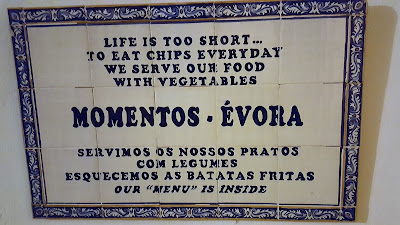 LIFE IS TOO SHORT...
TO EAT CHIPS EVERYDAY
WE SERVE OUR FOOD
WITH VEGETABLES
MOMENTOS - ÉVORA
SERVIMOS OS NOSSOS PRATOS
COM LEGUMES
ESQUECEMOS AS BATATAS FRITAS
OUR "MENU" IS INSIDE